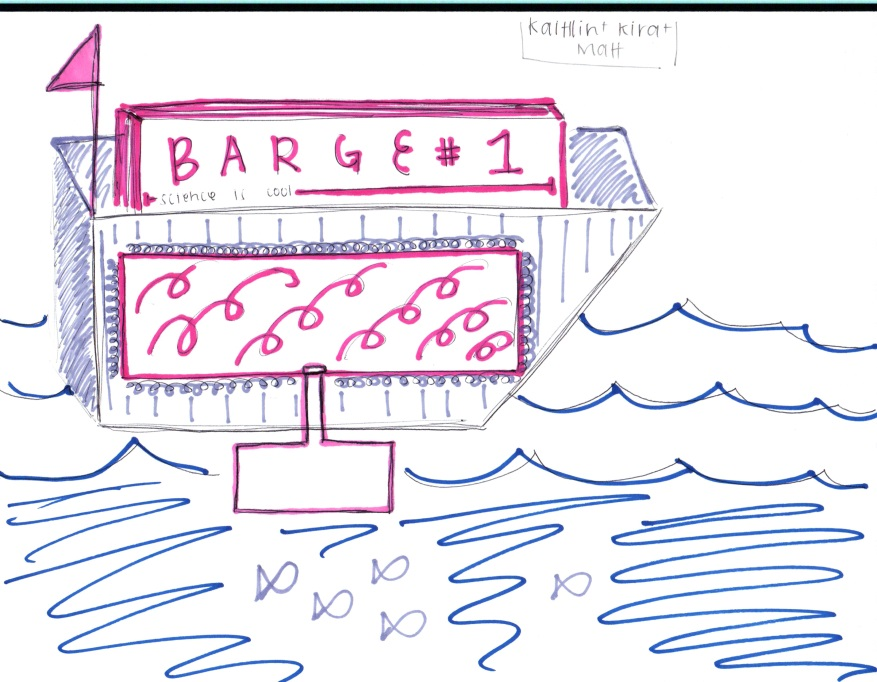 Kaitlin + Kira +
Matt
BARGE #1
science is cool